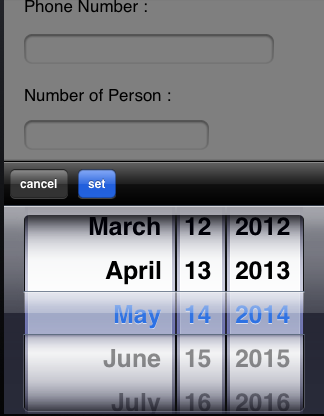 Phone Number :
Number of Person :
cancel set
March 12 2012
April 13 2013
May 14 2014
June 15 2015
July 16 2016